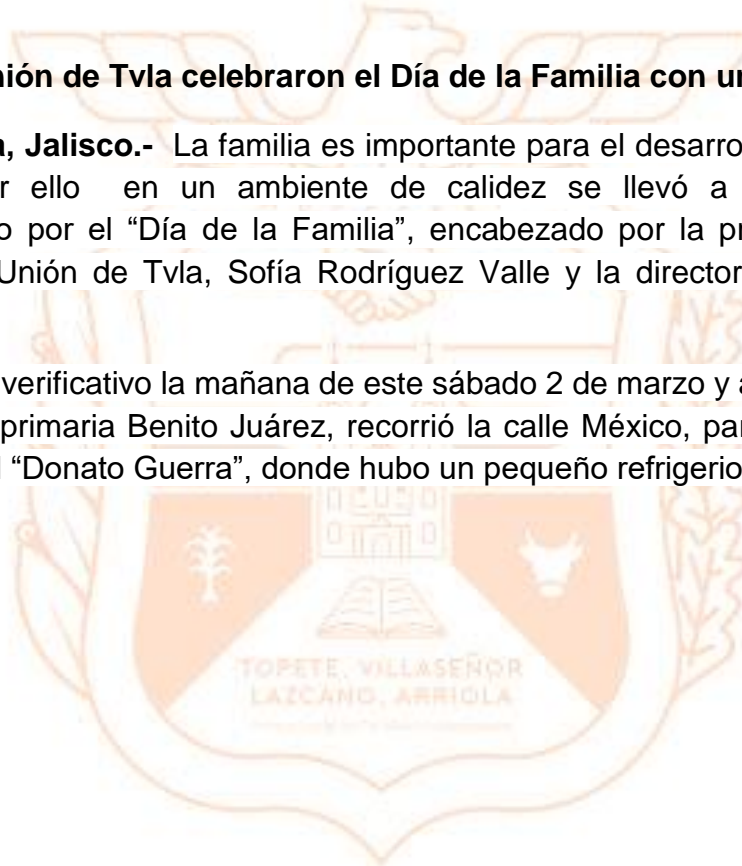 nión de Tvla celebraron el Día de la Familia con un
a, Jalisco.- La familia es importante para el desarro
r ello en un ambiente de calidez se llevó a
o por el “Día de la Familia”, encabezado por la pr
Unión de Tvla, Sofía Rodríguez Valle y la director
verificativo la mañana de este sábado 2 de marzo y a
primaria Benito Juárez, recorrió la calle México, par
l “Donato Guerra”, donde hubo un pequeño refrigerio
TOPETE, VILLASEÑOR
LAZCANO, ARRIOLA